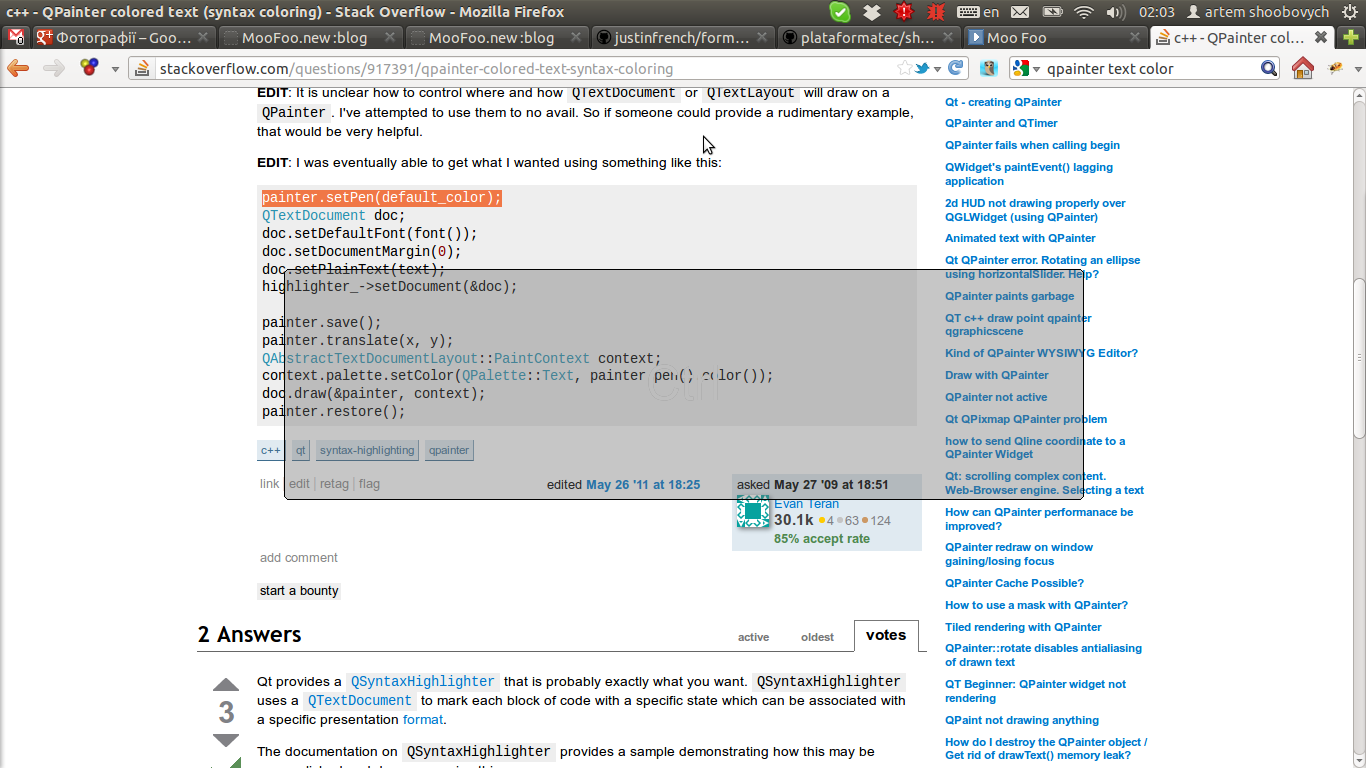 c++ - QPainter colored text (syntax coloring) - Stack Overflow - Mozilla Firefox
en
02:03
artem shoobovych
Фотографії – Goo...
MooFoo.new :blog
MooFoo.new :blog
justinfrench/form...
plataformatec/sh...
Moo Foo
c++ - QPainter col...
stackoverflow.com/questions/917391/qpainter-colored-text-syntax-coloring
qpainter text color
EDIT: It is unclear how to control where and how QTextDocument or QTextLayout will draw on a
QPainter. I've attempted to use them to no avail. So if someone could provide a rudimentary example,
that would be very helpful.
EDIT: I was eventually able to get what I wanted using something like this:
painter.setPen(default_color);
QTextDocument doc;
doc.setDefaultFont(font());
doc.setDocumentMargin(0);
doc.setPlainText(text);
highlighter_->setDocument(&doc);
painter.save();
painter.translate(x, y);
QAbstractTextDocumentLayout::PaintContext context;
context.palette.setColor(QPalette::Text, painter.pen().color());
doc.draw(&painter, context);
painter.restore();
c++ qt syntax-highlighting qpainter
link | edit | retag | flag
edited May 26 '11 at 18:25
asked May 27 '09 at 18:51
Evan Teran
30.1k 4 63 124
85% accept rate
add comment
start a bounty
2 Answers
active oldest votes
3
Qt provides a QSyntaxHighlighter that is probably exactly what you want. QSyntaxHighlighter
uses a QTextDocument to mark each block of code with a specific state which can be associated with
a specific presentation format.
The documentation on QSyntaxHighlighter provides a sample demonstrating how this may be
Qt - creating QPainter
QPainter and QTimer
QPainter fails when calling begin
QWidget's paintEvent() lagging
application
2d HUD not drawing properly over
QGLWidget (using QPainter)
Animated text with QPainter
Qt QPainter error. Rotating an ellipse
using horizontalSlider. Help?
QPainter paints garbage
QT c++ draw point qpainter
qgraphicscene
Kind of QPainter WYSIWYG Editor?
Draw with QPainter
QPainter not active
Qt QPixmap QPainter problem
how to send Qline coordinate to a
QPainter Widget
Qt: scrolling complex content.
Web-Browser engine. Selecting a text
How can QPainter performanace be
improved?
QPainter redraw on window
gaining/losing focus
QPainter Cache Possible?
How to use a mask with QPainter?
Tiled rendering with QPainter
QPainter::rotate disables antialiasing
of drawn text
QT Beginner: QPainter widget not
rendering
QPaint not drawing anything
How do I destroy the QPainter object /
Get rid of drawText() memory leak?